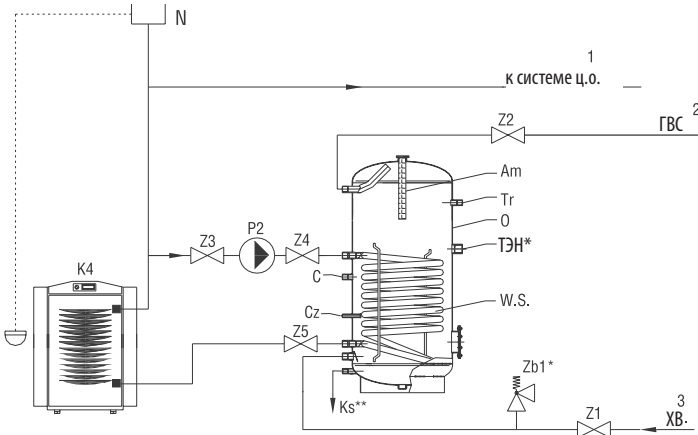 N
1
к системе ц.о.
2
ГВС
Z2
Am
Tr
O
ТЭН*
Z3
P2
Z4
C
K4
W.S.
Cz
Z5
Zb1*
Ks**
Z1
3
ХВ.